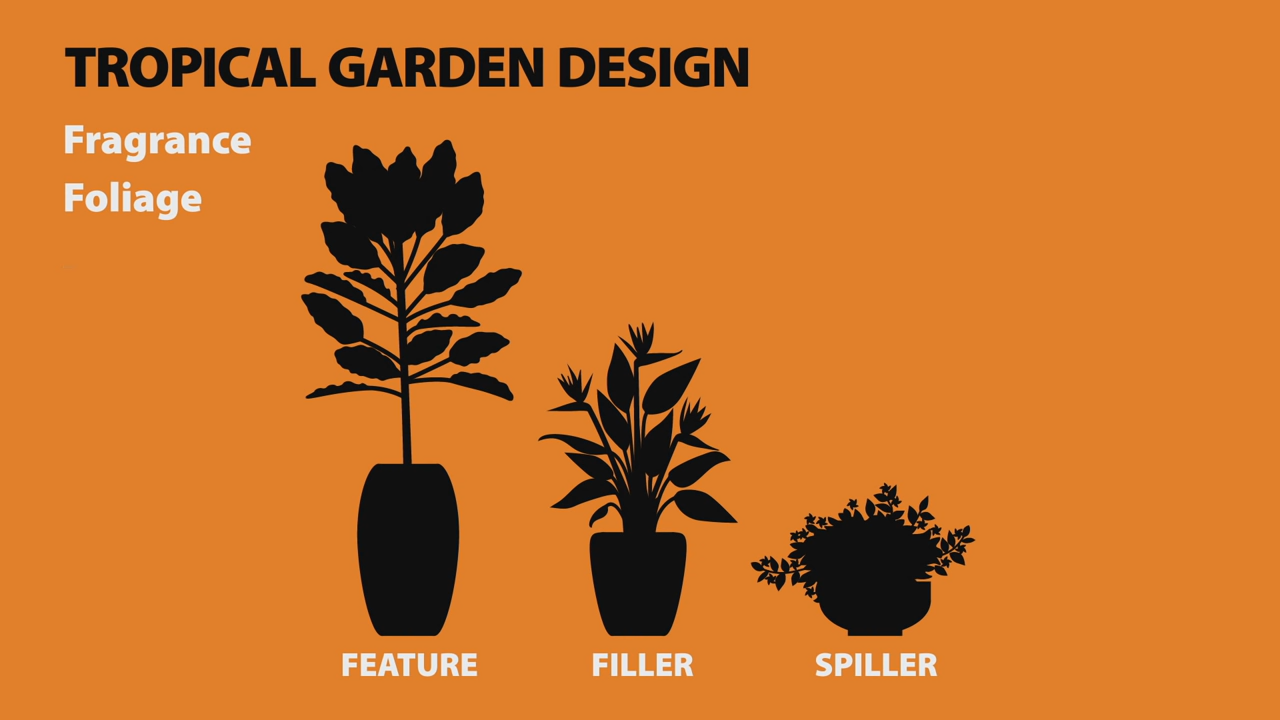 TROPICAL GARDEN DESIGN
Fragrance
Foliage
FEATURE
FILLER
SPILLER